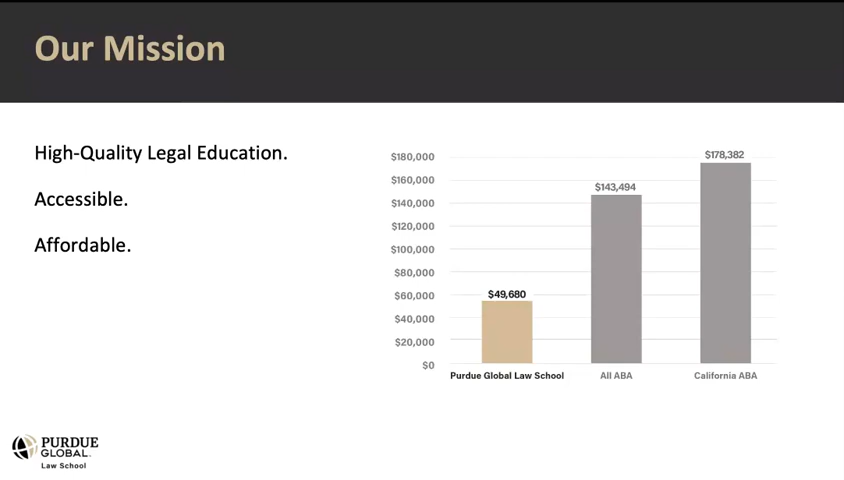 Our Mission
High-Quality Legal Education.
Accessible.
Affordable.
$180,000
$160,000
$140,000
$120,000
$100,000
$80,000
$60,000
$40,000
$20,000
$0
$49,680
$143,494
$178,382
Purdue Global Law School
All ABA
California ABA
PURDUE
GLOBAL.
Law School